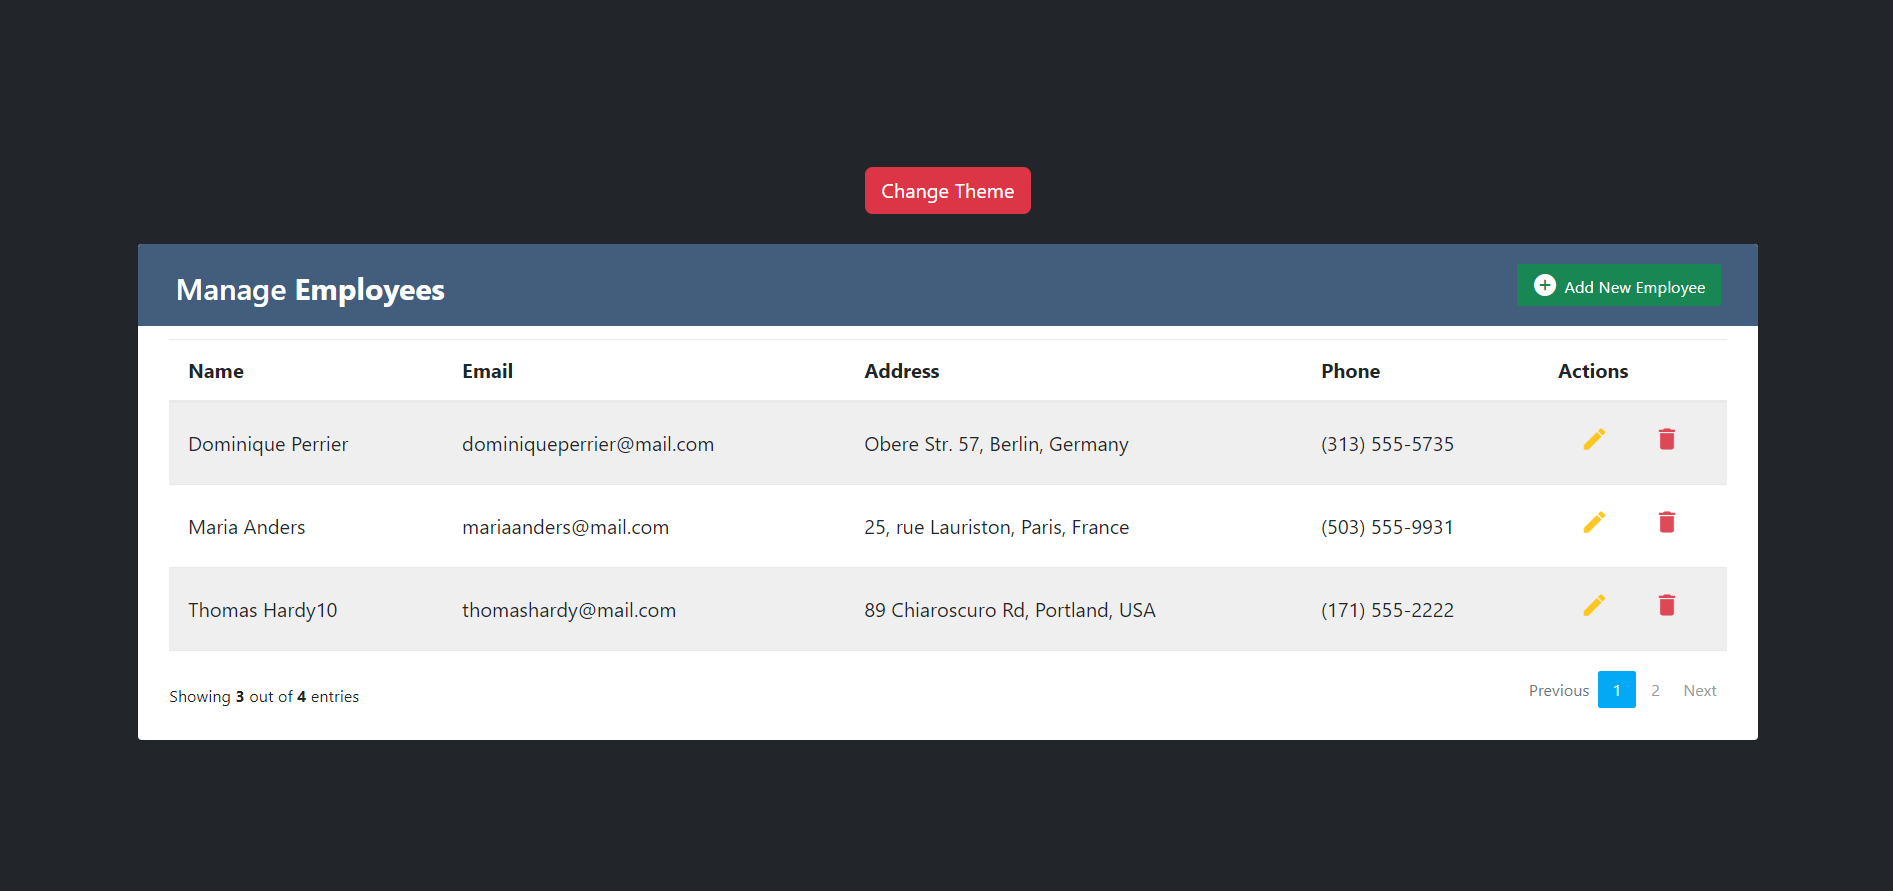 Change Theme
Manage Employees
Add New Employee
Name Email Address Phone Actions
Dominique Perrier dominiqueperrier@mail.com Obere Str. 57, Berlin, Germany (313) 555-5735
Maria Anders mariaanders@mail.com 25, rue Lauriston, Paris, France (503) 555-9931
Thomas Hardy10 thomashardy@mail.com 89 Chiaroscuro Rd, Portland, USA (171) 555-2222
Showing 3 out of 4 entries
Previous 1 2 Next